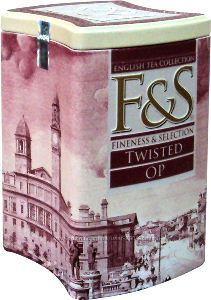 ENGLISH TEA COLLECTION
F&S
FINENESS & SELECTION
TWISTED
OP